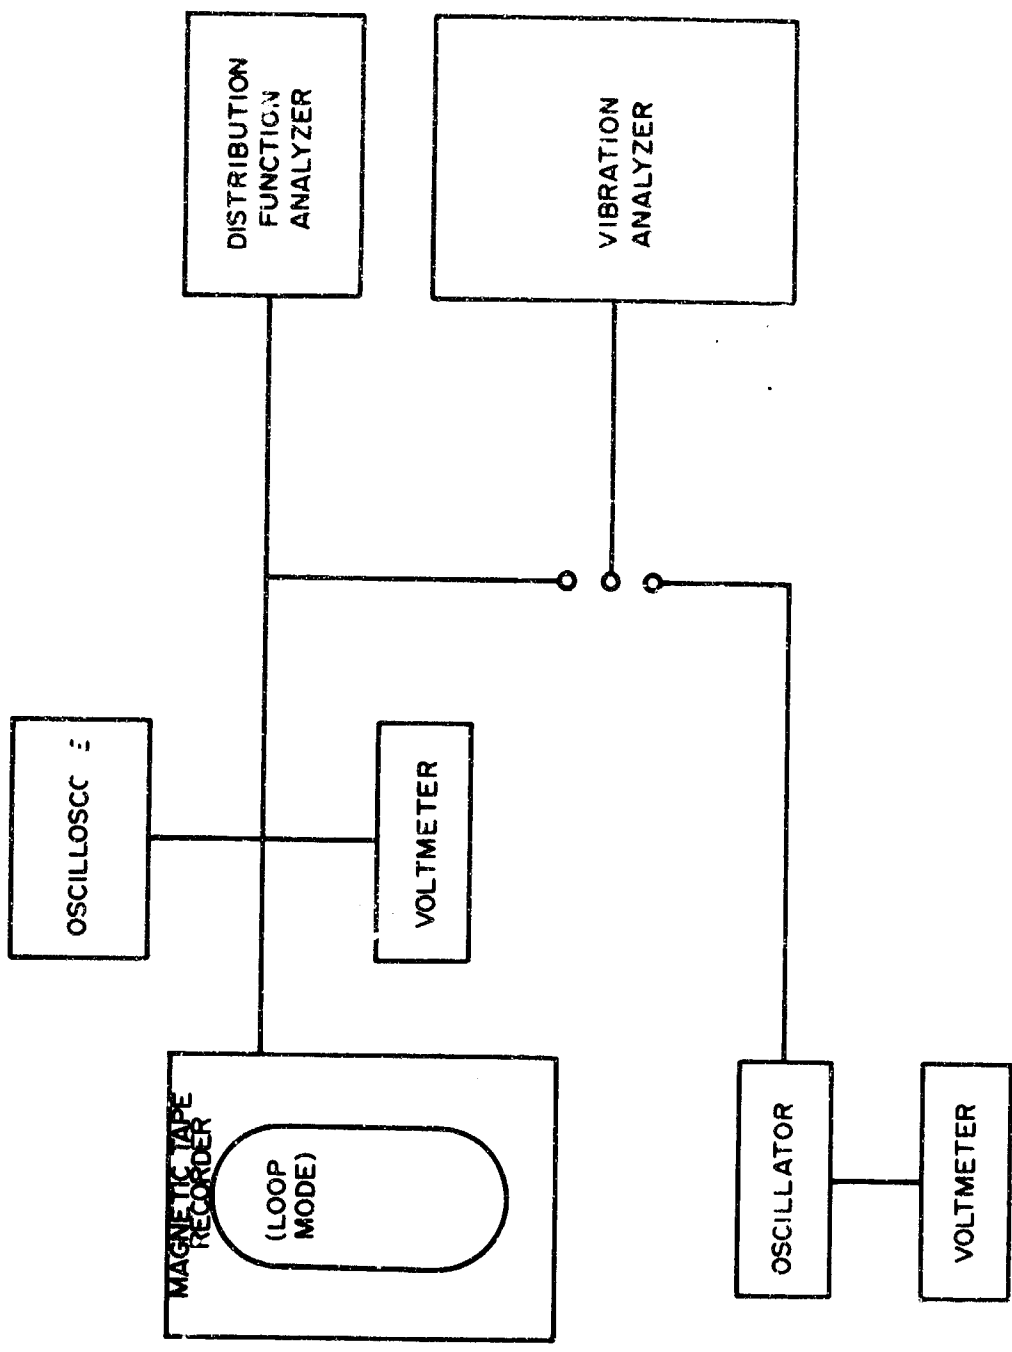 MAGNETIC TAPE
RECORDER
(LOOP
MODE)
VOLTMETER
DISTRIBUTION
FUNCTION
ANALYZER
VIBRATION
ANALYZER
OSCILLATOR
VOLTMETER